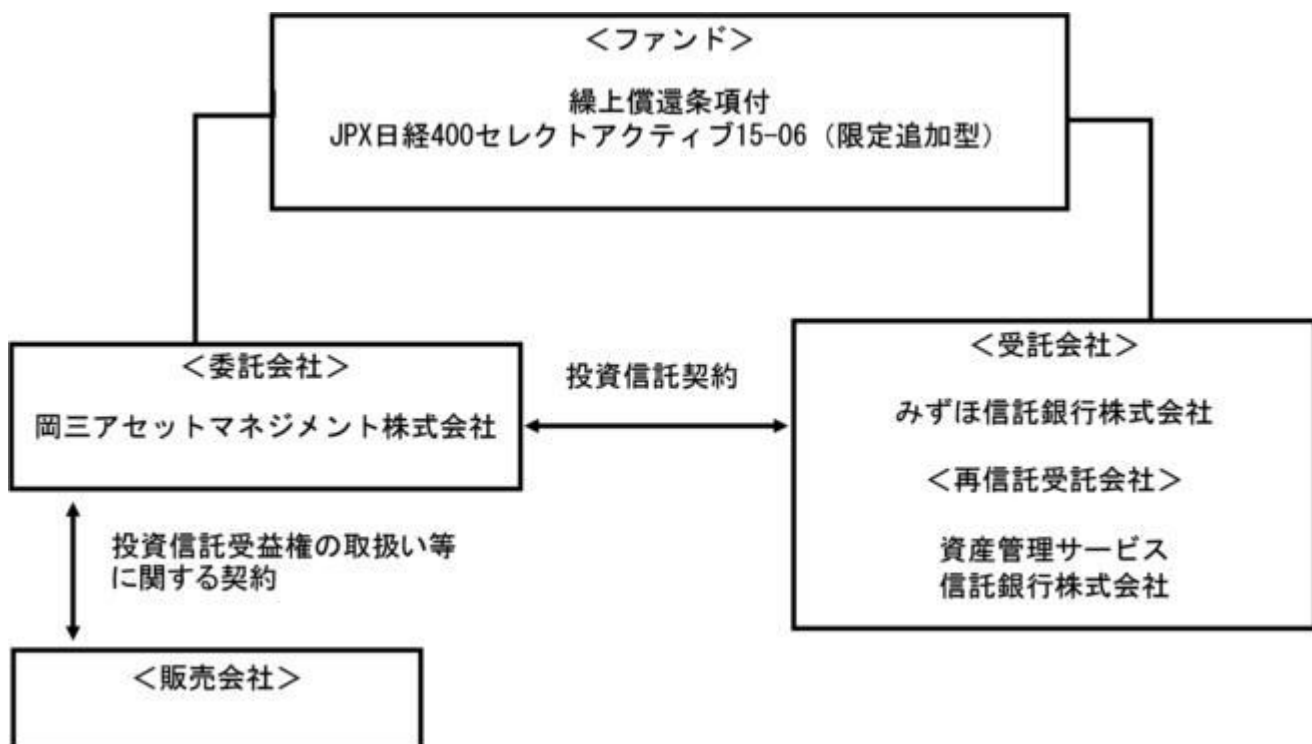 ＜ファンド＞
繰上償還条項付
JPX日経400セレクトアクティブ15-06（限定追加型）
＜委託会社＞
岡三アセットマネジメント株式会社
投資信託契約
＜受託会社＞
みずほ信託銀行株式会社
＜再信託受託会社＞
資産管理サービス
信託銀行株式会社
投資信託受益権の取扱い等
に関する契約
＜販売会社＞